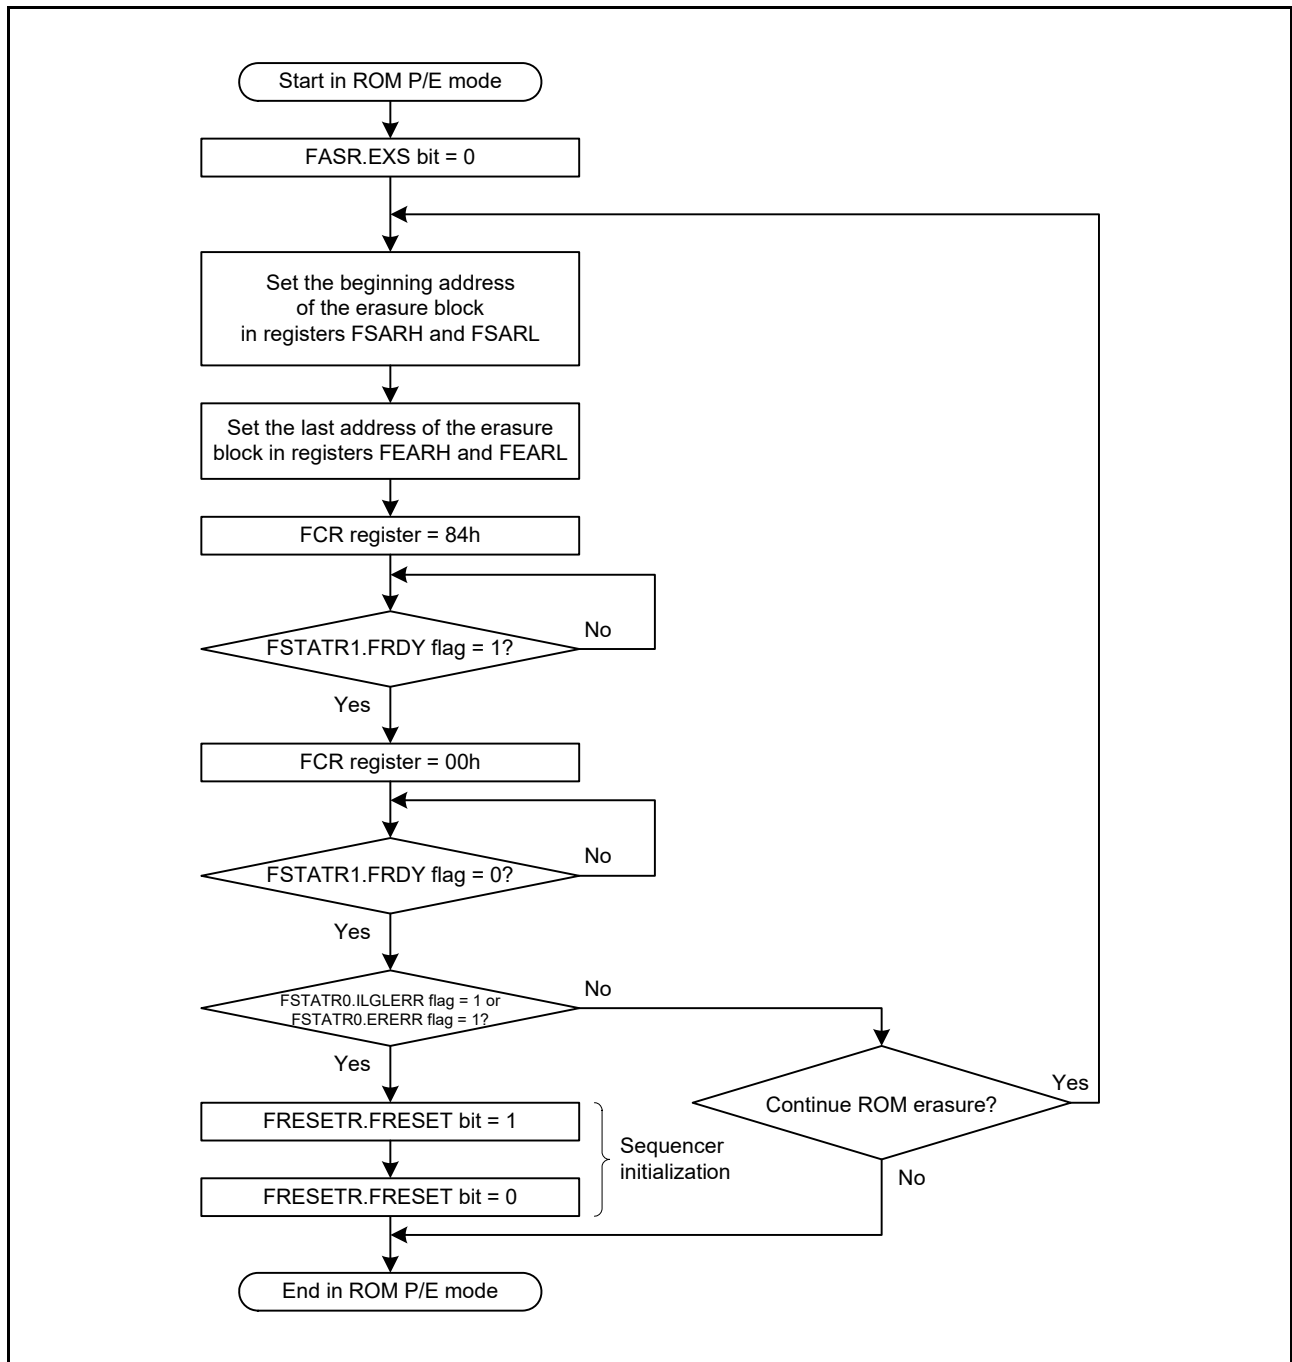 Start in ROM P/E mode
FASR.EXS bit = 0
Set the beginning address
of the erasure block
in registers FSARH and FSARL
Set the last address of the erasure
block in registers FEARH and FEARL
FCR register = 84h
FSTATR1.FRDY flag = 1?
No
Yes
FCR register = 00h
FSTATR1.FRDY flag = 0?
No
Yes
FSTATR0.ILGLERR flag = 1 or
FSTATR0.ERERR flag = 1?
No
Yes
Continue ROM erasure?
Yes
No
FRESETR.FRESET bit = 1
FRESETR.FRESET bit = 0
Sequencer
initialization
End in ROM P/E mode